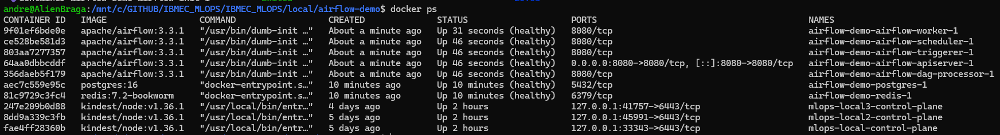 andre@AlienBraga:/mnt/c/GITHUB/IBMEC_MLOPS/IBMEC_MLOPS/local/airflow-demo$ docker ps
CONTAINER ID   IMAGE                  COMMAND                  CREATED              STATUS                    PORTS                                         NAMES
9f01ef6bde0e   apache/airflow:3.3.1   "/usr/bin/dumb-init …"   About a minute ago   Up 31 seconds (healthy)   8080/tcp                                      airflow-demo-airflow-worker-1
ce528be581d3   apache/airflow:3.3.1   "/usr/bin/dumb-init …"   About a minute ago   Up 46 seconds (healthy)   8080/tcp                                      airflow-demo-airflow-scheduler-1
803aa7277357   apache/airflow:3.3.1   "/usr/bin/dumb-init …"   About a minute ago   Up 46 seconds (healthy)   8080/tcp                                      airflow-demo-airflow-triggerer-1
64aa0dbbcddf   apache/airflow:3.3.1   "/usr/bin/dumb-init …"   About a minute ago   Up 46 seconds (healthy)   0.0.0.0:8080->8080/tcp, [::]:8080->8080/tcp   airflow-demo-airflow-apiserver-1
356daeb5f179   apache/airflow:3.3.1   "/usr/bin/dumb-init …"   About a minute ago   Up 46 seconds (healthy)   8080/tcp                                      airflow-demo-airflow-dag-processor-1
aec7c559e95c   postgres:16            "docker-entrypoint.s…"   10 minutes ago       Up 10 minutes (healthy)   5432/tcp                                      airflow-demo-postgres-1
81c9729c3fc4   redis:7.2-bookworm     "docker-entrypoint.s…"   10 minutes ago       Up 10 minutes (healthy)   6379/tcp                                      airflow-demo-redis-1
247e209b0d88   kindest/node:v1.36.1   "/usr/local/bin/entr…"   4 days ago           Up 2 hours                127.0.0.1:41757->6443/tcp                     mlops-local3-control-plane
8dd9a339c3fb   kindest/node:v1.36.1   "/usr/local/bin/entr…"   5 days ago           Up 2 hours                127.0.0.1:45991->6443/tcp                     mlops-local2-control-plane
fae4ff28360b   kindest/node:v1.36.1   "/usr/local/bin/entr…"   5 days ago           Up 2 hours                127.0.0.1:33343->6443/tcp                     mlops-local-control-plane